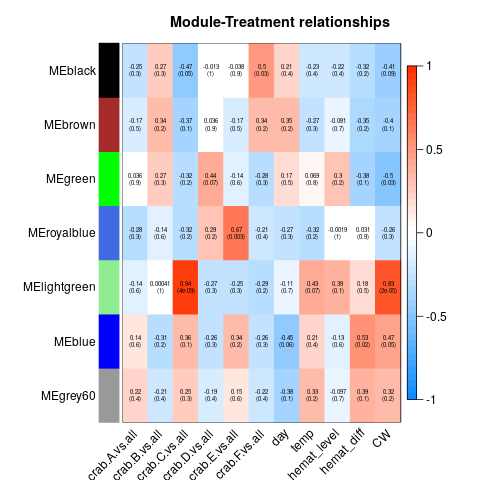 Module-Treatment relationships
MEblack -0.25 0.27 -0.47 -0.013 -0.038 0.5 0.21 -0.23 -0.22 -0.32 -0.41
(0.3) (0.3) (0.05) (1) (0.9) (0.03) (0.4) (0.4) (0.4) (0.2) (0.09)
MEbrown -0.17 0.34 -0.37 0.036 -0.17 0.34 0.35 -0.27 -0.081 -0.35 -0.4
(0.5) (0.2) (0.1) (0.9) (0.5) (0.2) (0.2) (0.3) (0.7) (0.2) (0.1)
MEgreen 0.036 0.27 -0.32 0.44 -0.14 -0.28 0.17 0.069 0.3 -0.38 -0.5
(0.9) (0.3) (0.2) (0.07) (0.6) (0.3) (0.5) (0.8) (0.2) (0.1) (0.03)
MEroyalblue -0.28 -0.14 -0.32 0.29 0.67 -0.21 -0.27 -0.32 -0.0019 0.031 -0.26
(0.3) (0.6) (0.2) (0.2) (0.003) (0.4) (0.3) (0.2) (1) (0.9) (0.3)
MElightgreen -0.14 0.00041 0.94 -0.27 -0.25 -0.29 -0.11 0.43 0.39 0.18 0.83
(0.6) (1) (4e-09) (0.3) (0.3) (0.2) (0.7) (0.07) (0.1) (0.5) (2e-05)
MEblue 0.14 -0.31 0.36 -0.26 0.34 -0.26 -0.45 0.21 -0.13 0.53 0.47
(0.6) (0.2) (0.1) (0.3) (0.2) (0.3) (0.06) (0.4) (0.6) (0.02) (0.05)
MEgrey60 0.22 -0.21 0.25 -0.19 0.15 -0.22 -0.38 0.33 -0.097 0.39 0.32
(0.4) (0.4) (0.3) (0.4) (0.6) (0.4) (0.1) (0.2) (0.7) (0.1) (0.2)
crab.A.vs.all crab.B.vs.all crab.C.vs.all crab.D.vs.all crab.E.vs.all crab.F.vs.all day temp hemat_level hemat_diff CW
1
0.5
0
-0.5
-1